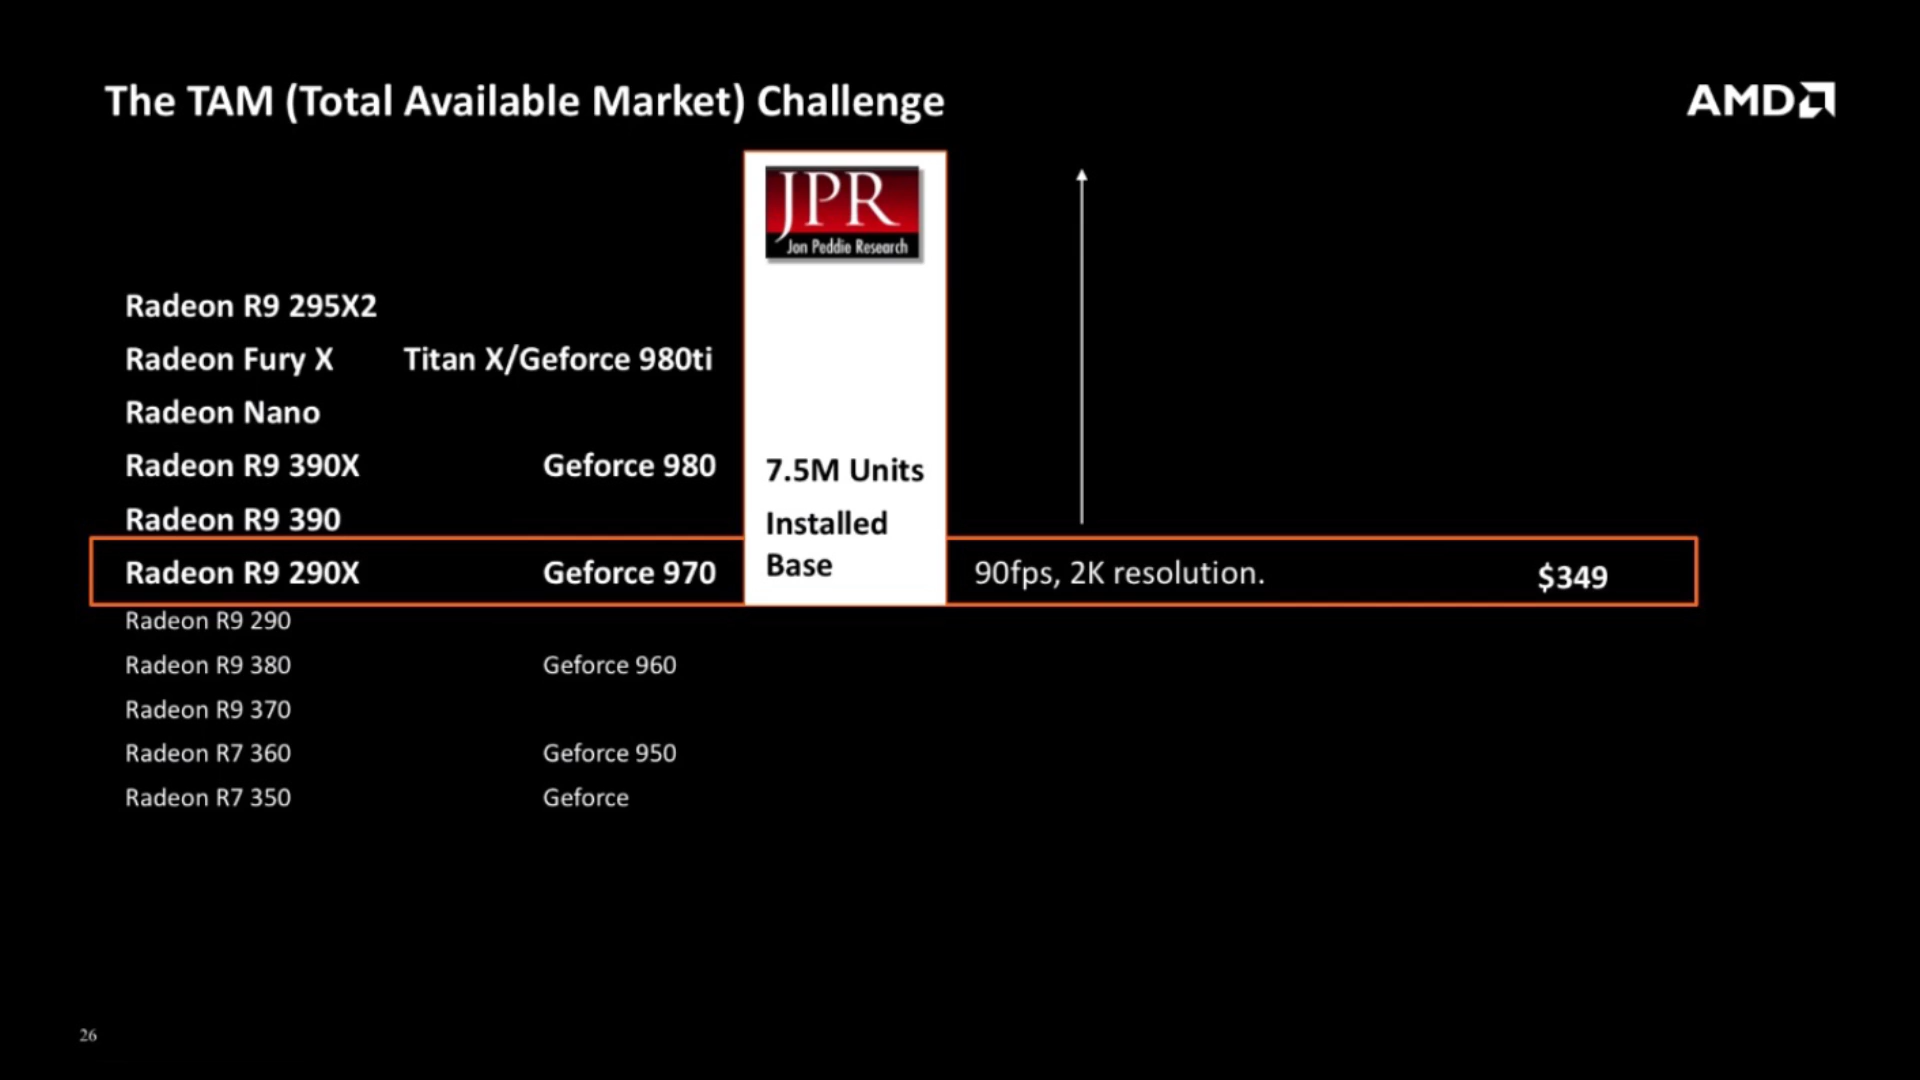 The TAM (Total Available Market) Challenge
AMD
JPR
Jon Peddie Research
Radeon R9 295X2
Radeon Fury X Titan X/Geforce 980ti
Radeon Nano
Radeon R9 390X Geforce 980
7.5M Units
Radeon R9 390
Installed
Base
Radeon R9 290X Geforce 970
90fps, 2K resolution.
$349
Radeon R9 290
Radeon R9 380 Geforce 960
Radeon R9 370
Radeon R7 360 Geforce 950
Radeon R7 350 Geforce
26